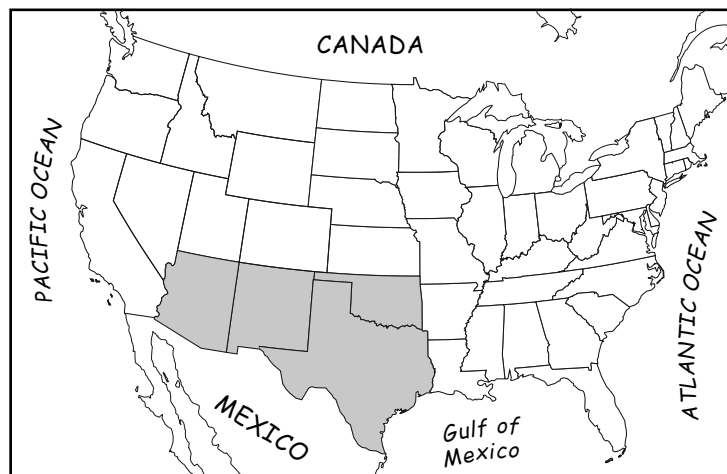 CANADA
PACIFIC OCEAN
ATLANTIC OCEAN
MEXICO
Gulf of
Mexico